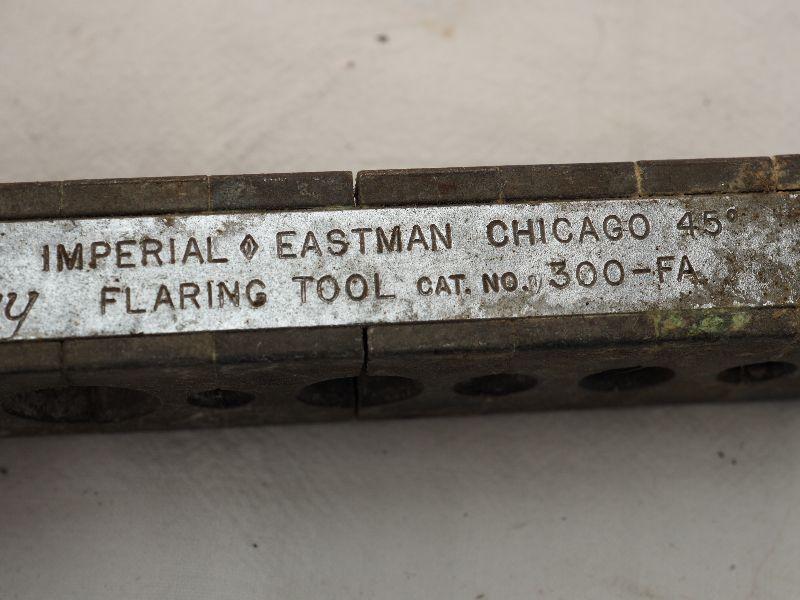 IMPERIAL ◊ EASTMAN CHICAGO 45°
FLARING TOOL CAT. NO. 300-FA